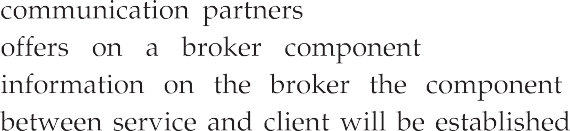 communication partners
offers on a broker component
information on the broker the component
between service and client will be established